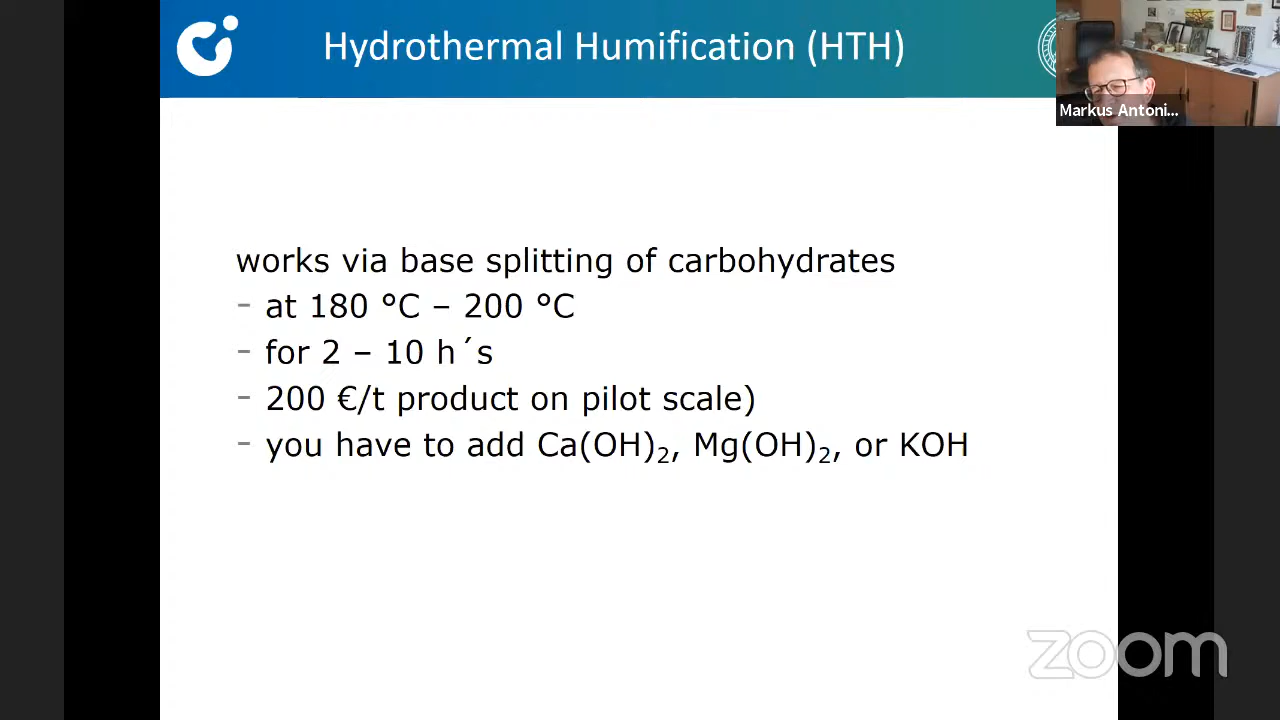 Hydrothermal Humification (HTH)
Markus Antoni...
works via base splitting of carbohydrates
- at 180 °C – 200 °C
- for 2 – 10 h´s
- 200 €/t product on pilot scale)
- you have to add Ca(OH)₂, Mg(OH)₂, or KOH
zoom